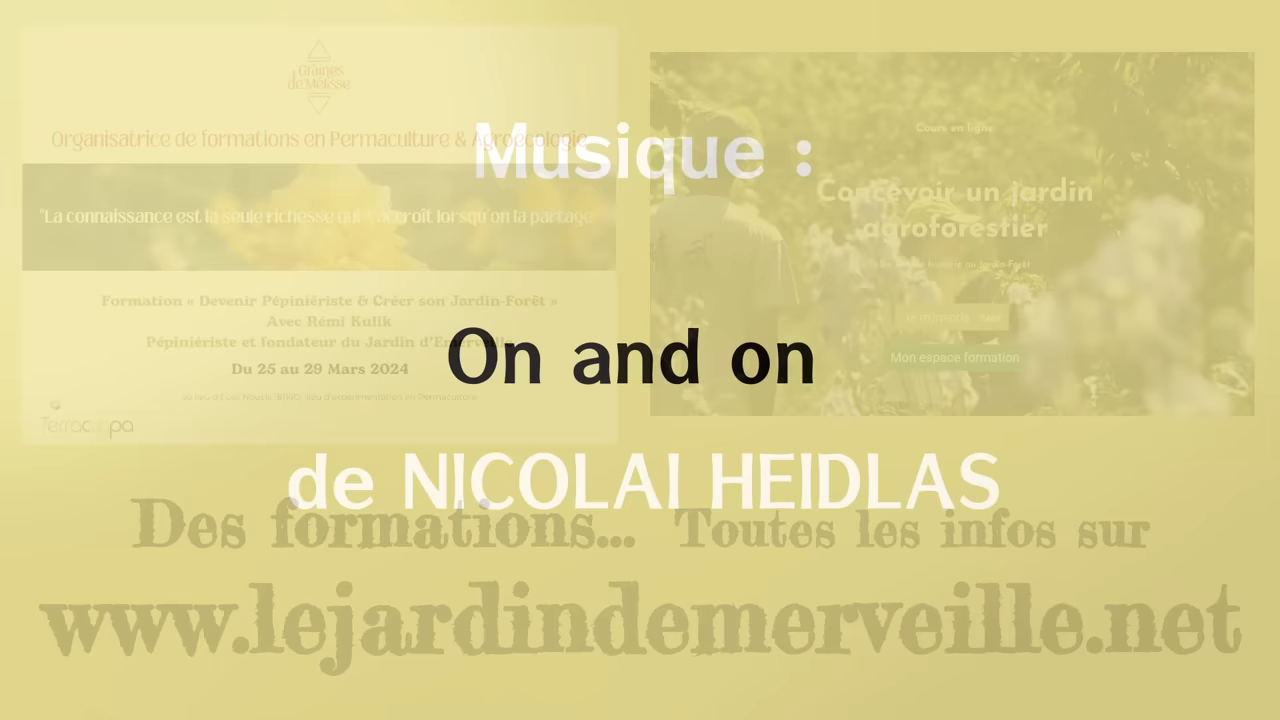 Graines
de Mélisse
Organisatrice de formations en Permaculture & Agroécologie
"La connaissance est la seule richesse qui s'accroît lorsqu'on la partage"
Formation « Devenir Pépiniériste & Créer son Jardin-Forêt »
Avec Rémi Kulik
Pépiniériste et fondateur du Jardin d'Emerveille
Du 25 au 29 Mars 2024
Cours en ligne
Concevoir un jardin
agroforestier
Mon espace formation
Musique :
On and on
de NICOLAI HEIDLAS
Des formations... Toutes les infos sur
www.lejardindemerveille.net